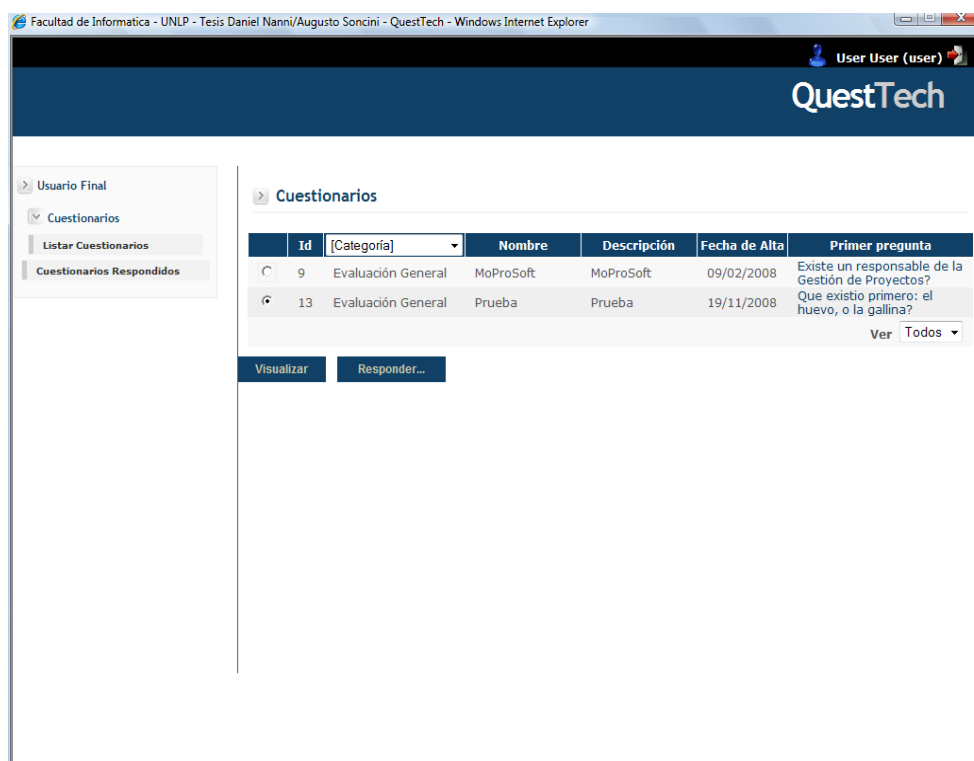 Facultad de Informatica - UNLP - Tesis Daniel Nanni/Augusto Soncini - QuestTech - Windows Internet Explorer
User User (user)
QuestTech
Usuario Final
Cuestionarios
Listar Cuestionarios
Cuestionarios Respondidos
Cuestionarios
Id [Categoría] Nombre Descripción Fecha de Alta Primer pregunta
9 Evaluación General MoProSoft MoProSoft 09/02/2008 Existe un responsable de la
Gestión de Proyectos?
13 Evaluación General Prueba Prueba 19/11/2008 Que existio primero: el
huevo, o la gallina?
Ver Todos
Visualizar Responder...